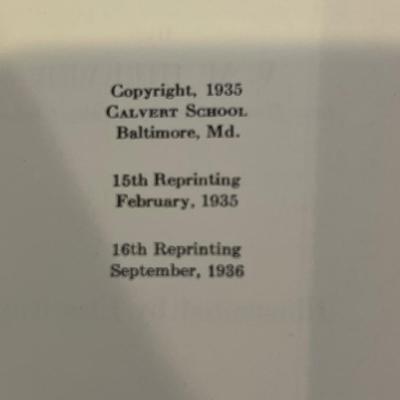 Copyright, 1935
CALVERT SCHOOL
Baltimore, Md.
15th Reprinting
February, 1935
16th Reprinting
September, 1936